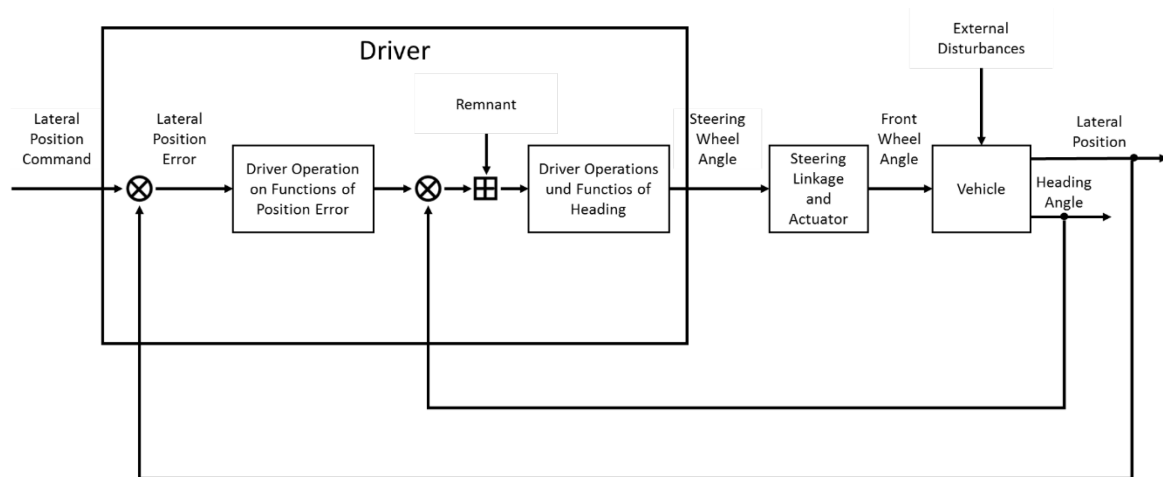 Driver
External
Disturbances
Remnant
Lateral
Position
Command
Lateral
Position
Error
Driver Operation
on Functions of
Position Error
Driver Operations
und Functios of
Heading
Steering
Wheel
Angle
Steering
Linkage
and
Actuator
Front
Wheel
Angle
Vehicle
Lateral
Position
Heading
Angle